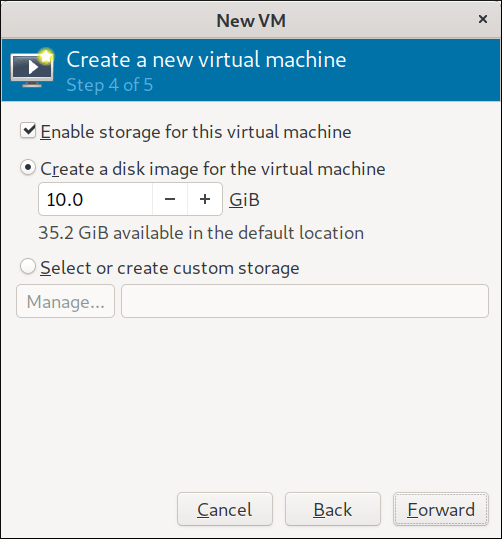 New VM ×
Create a new virtual machine
Step 4 of 5
Enable storage for this virtual machine
Create a disk image for the virtual machine
10.0 − + GiB
35.2 GiB available in the default location
Select or create custom storage
Manage...
Cancel Back Forward